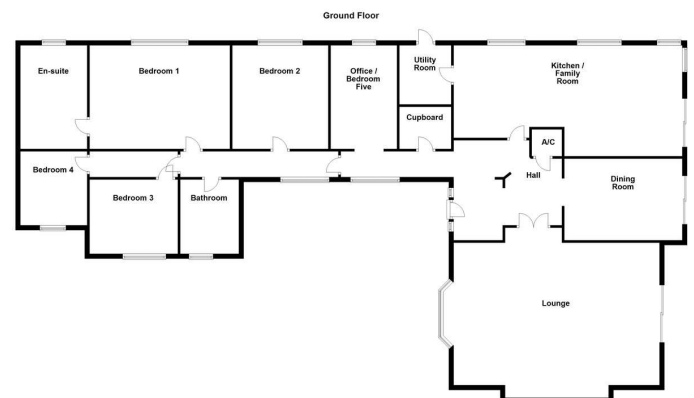 Ground Floor
En-suite
Bedroom 1
Bedroom 2
Office /
Bedroom
Five
Utility
Room
Kitchen /
Family
Room
Cupboard
A/C
Bedroom 4
Bedroom 3
Bathroom
Hall
Dining
Room
Lounge